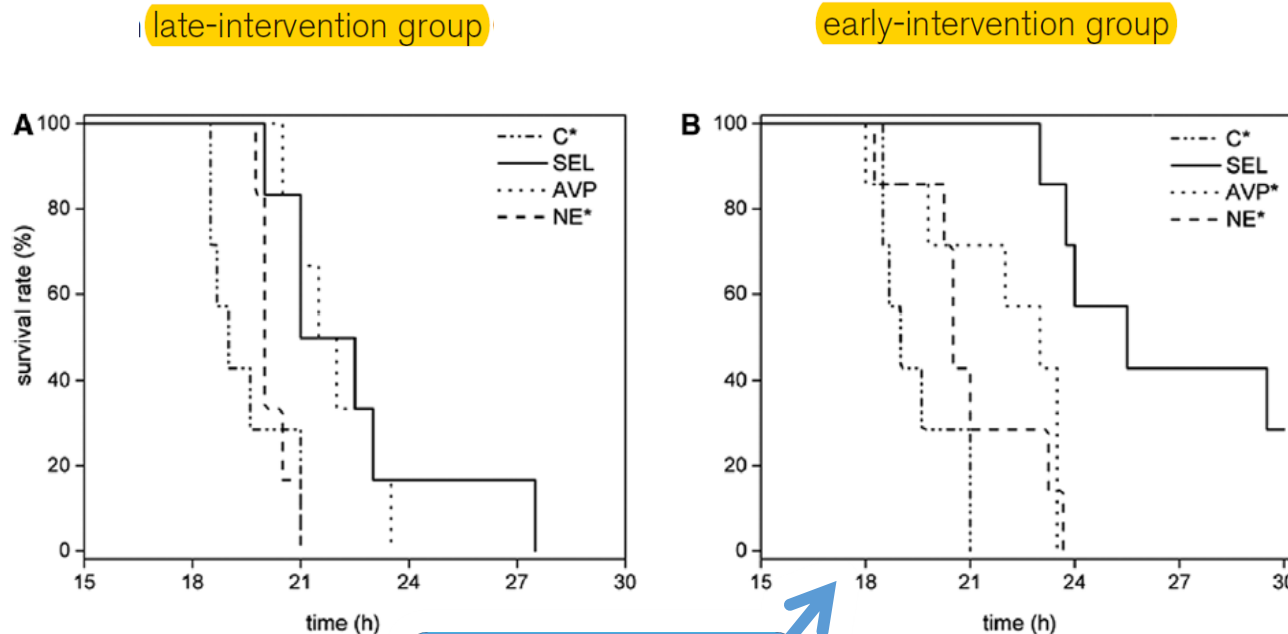 late-intervention group
early-intervention group
A
100
80
60
40
20
0
survival rate (%)
C*
SEL
AVP
NE*
15
18
21
24
27
30
time (h)
B
100
80
60
40
20
0
C*
SEL
AVP*
NE*
15
18
21
24
27
30
time (h)